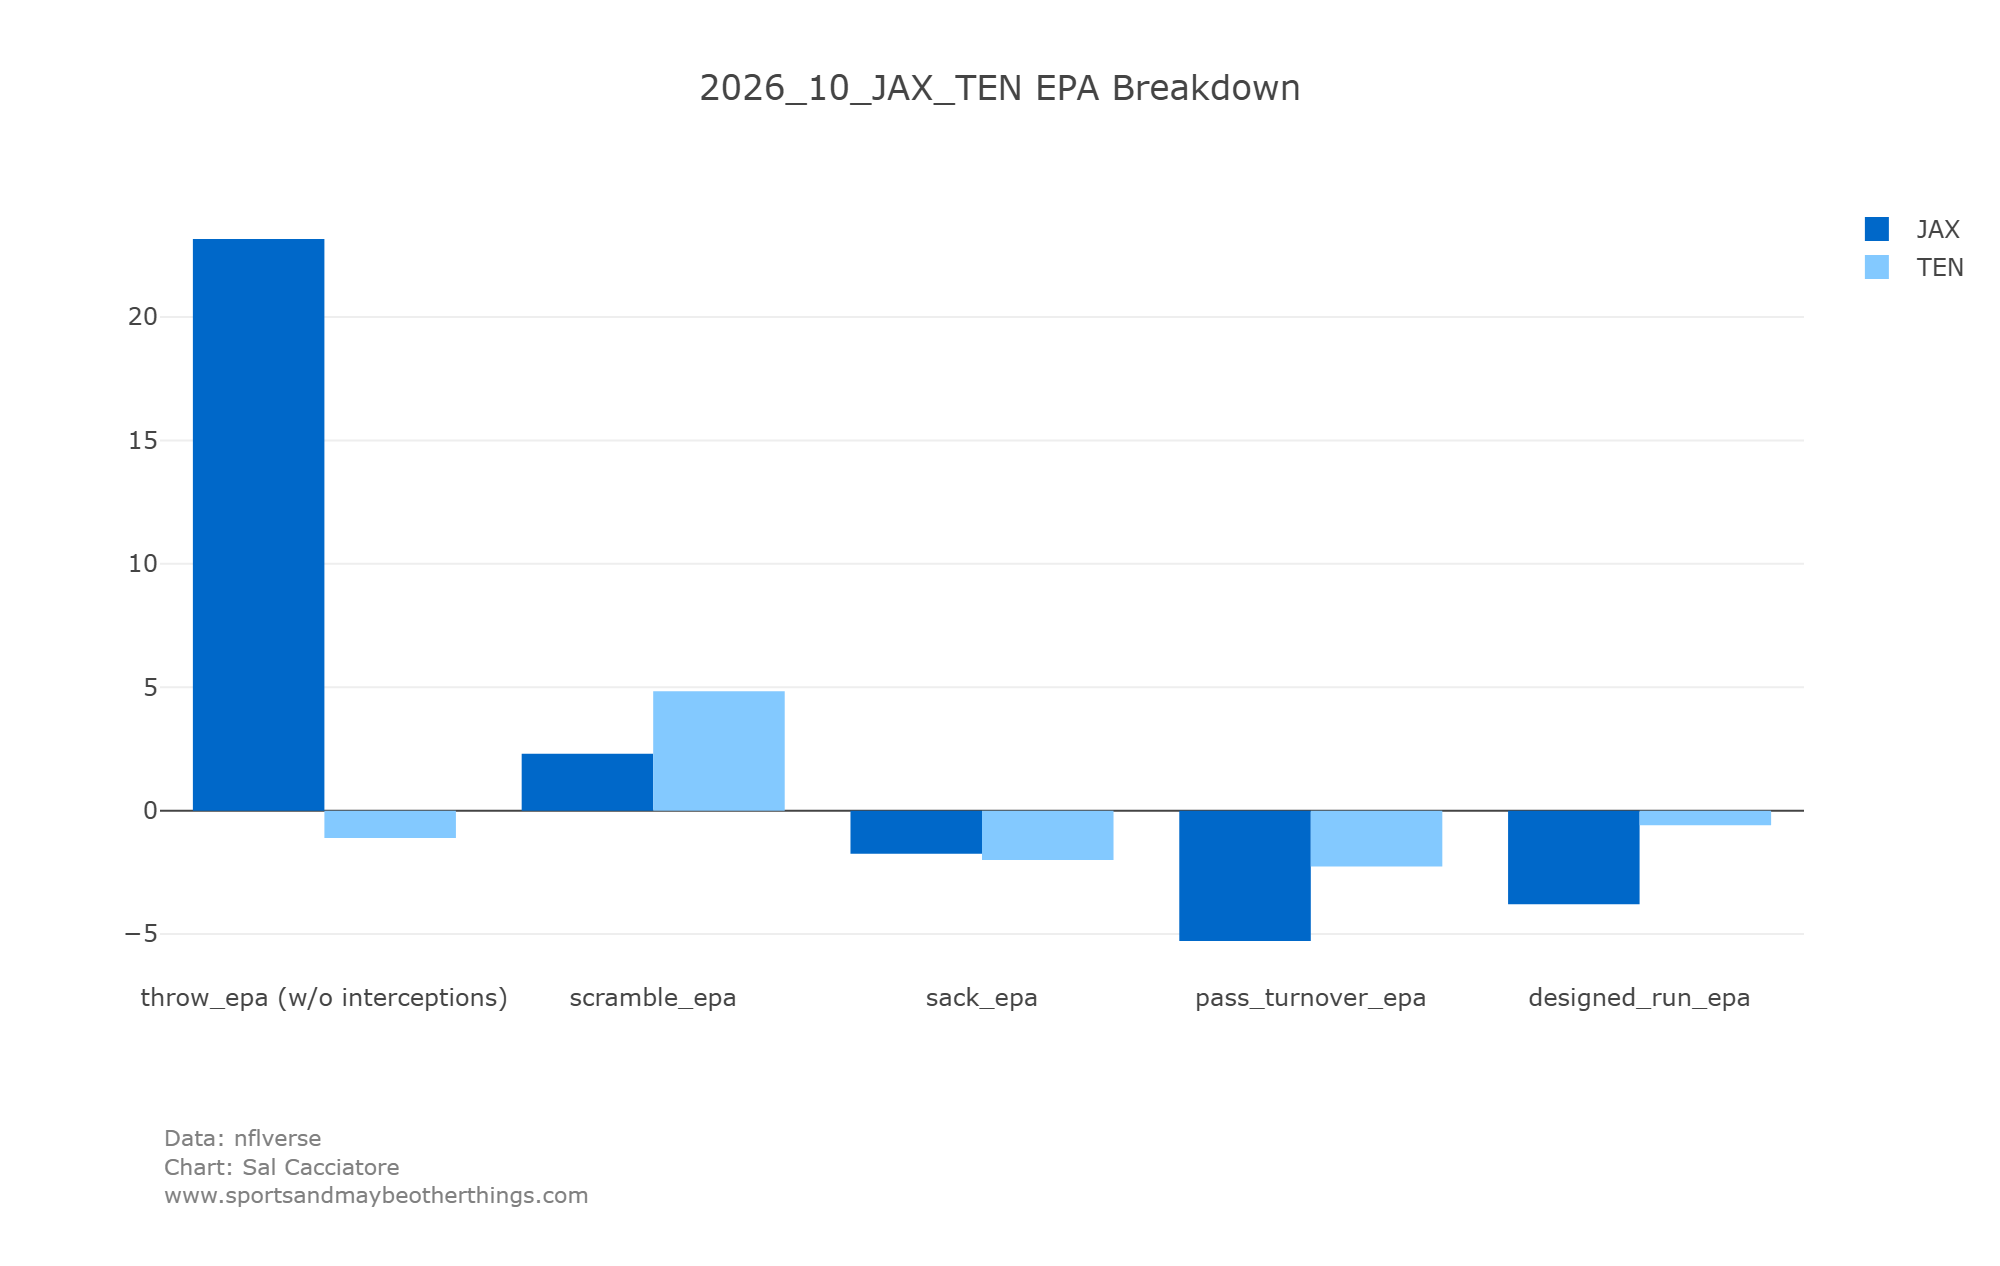 2026_10_JAX_TEN EPA Breakdown
JAX
TEN
20
15
10
5
0
−5
throw_epa (w/o interceptions)
scramble_epa
sack_epa
pass_turnover_epa
designed_run_epa
Data: nflverse
Chart: Sal Cacciatore
www.sportsandmaybeotherthings.com